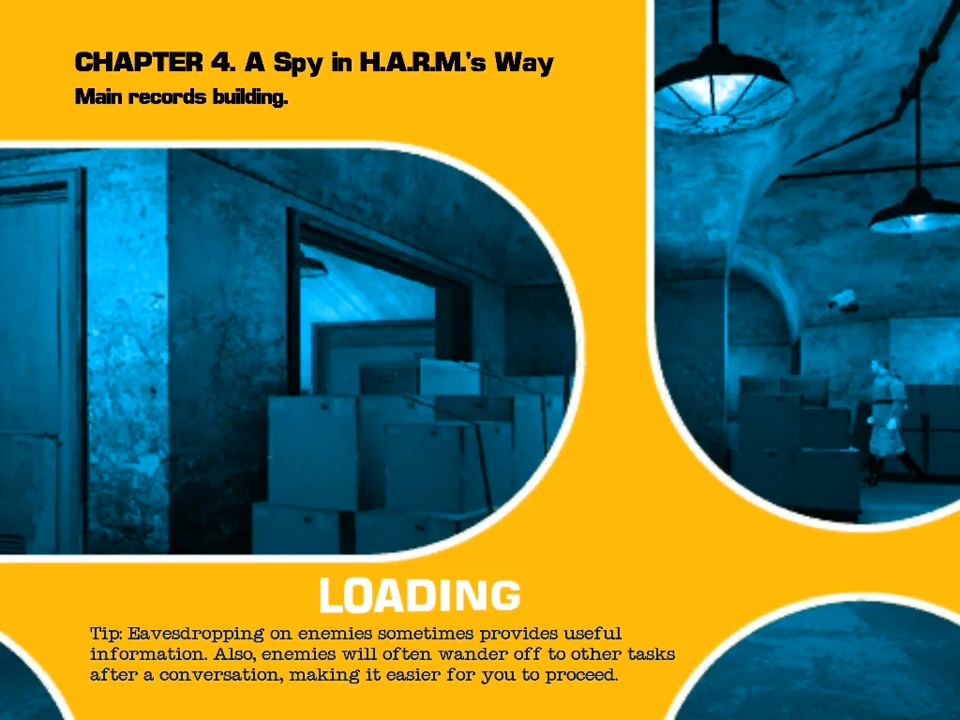 CHAPTER 4. A Spy in H.A.R.M.'s Way
Main records building.
LOADING
Tip: Eavesdropping on enemies sometimes provides useful
information. Also, enemies will often wander off to other tasks
after a conversation, making it easier for you to proceed.